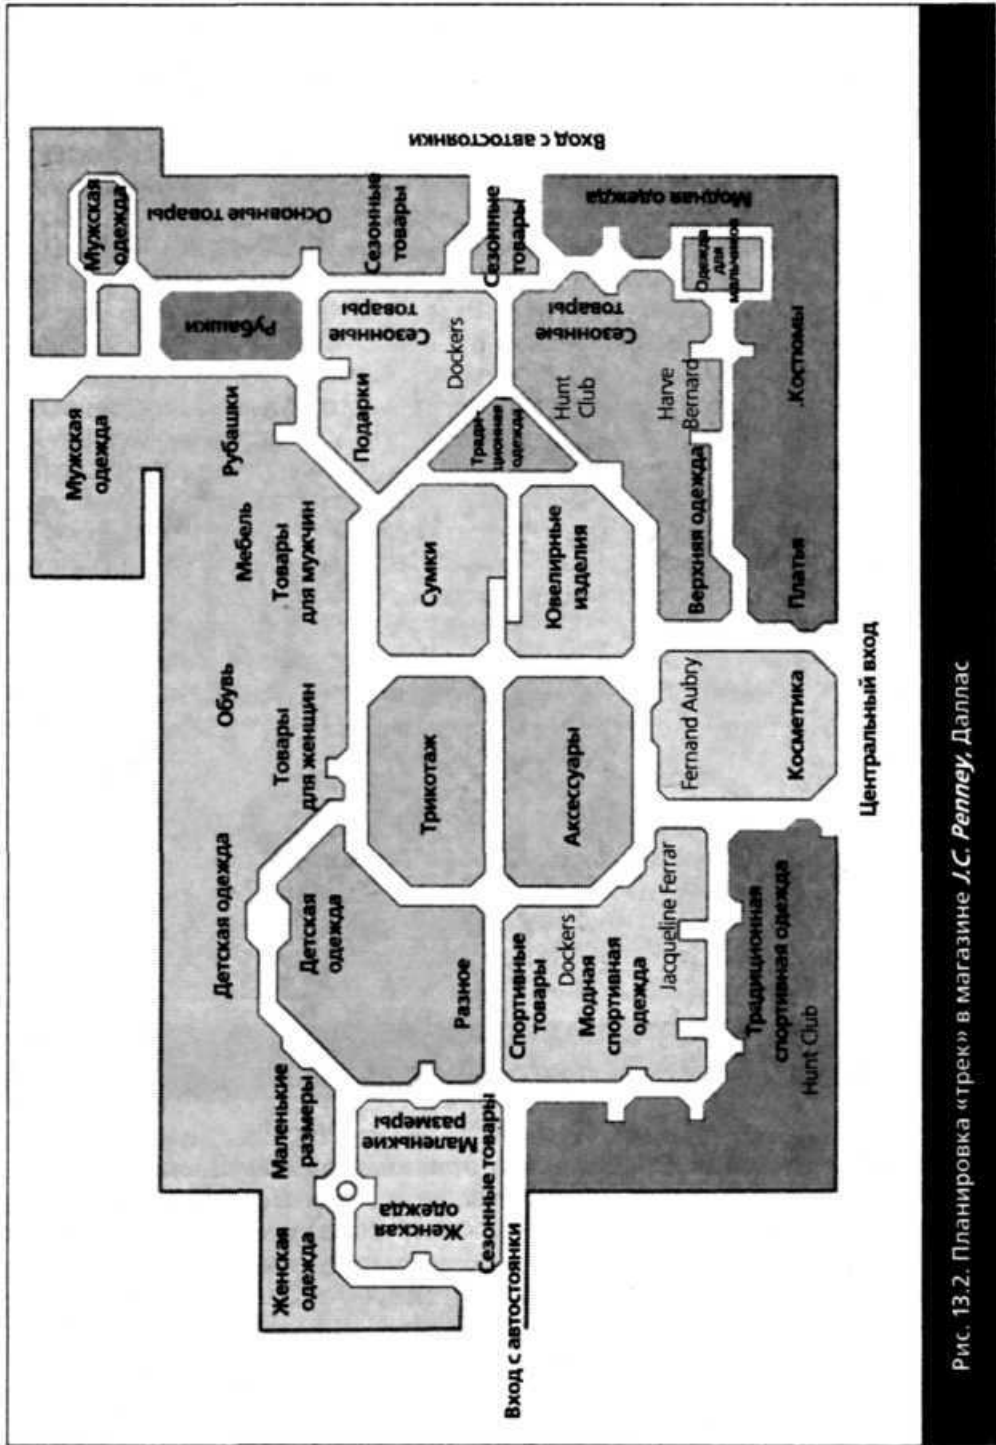 Вход с автостоянки
Женская
одежда
Маленькие
размеры
Женская
одежда
Маленькие
размеры
Сезонные товары
Детская одежда
Детская
одежда
Разное
Спортивные
товары
Dockers
Модная
спортивная
одежда
Jacqueline Ferrar
Традиционная
спортивная одежда
Hunt Club
Обувь
Товары
для женщин
Трикотаж
Аксессуары
Fernand Aubry
Косметика
Центральный вход
Мебель
Товары
для мужчин
Сумки
Ювелирные
изделия
Верхняя одежда
Платья
Мужская
одежда
Рубашки
Рубашки
Подарки
Сезонные
товары
Dockers
Тради-
ционная
одежда
Hunt
Club
Сезонные
товары
Harve
Bernard
Костюмы
Мужская
одежда
Основные товары
Сезонные
товары
Сезонные
товары
Модная одежда
Одежда
для
мальчиков
Вход с автостоянки
Рис. 13.2. Планировка «трек» в магазине J.C. Penney, Даллас